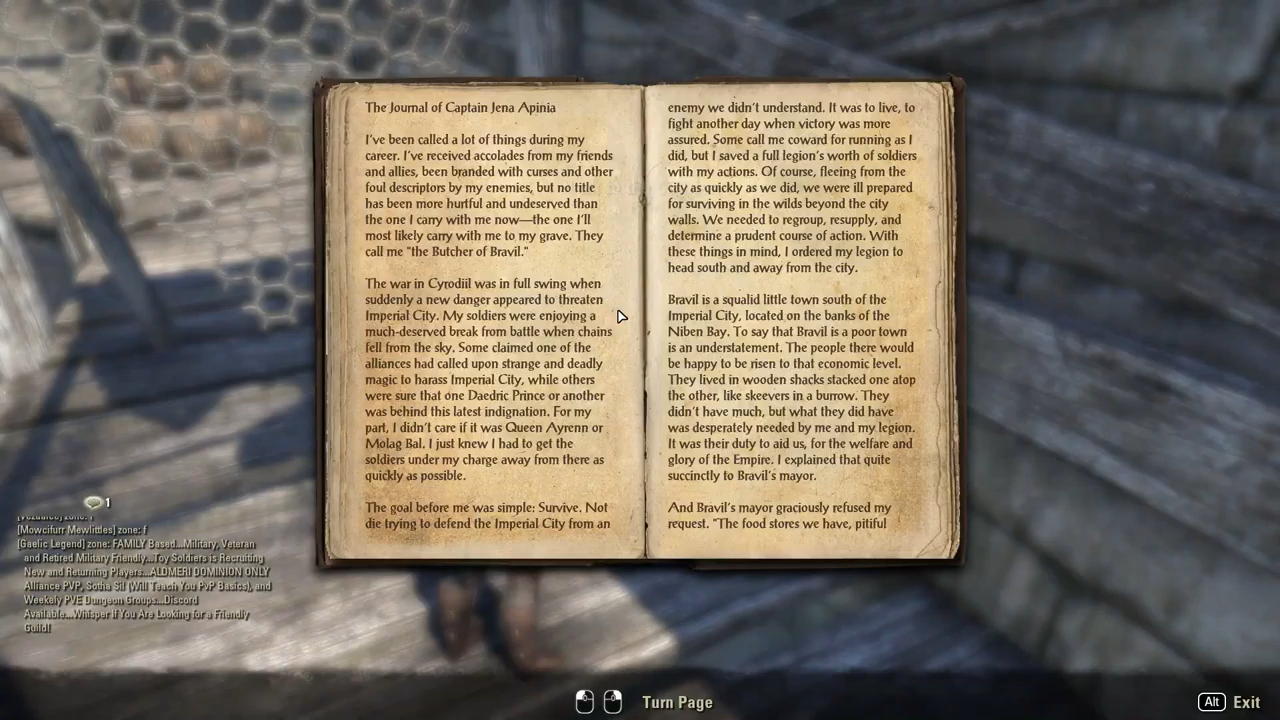 The Journal of Captain Jena Apinia
I've been called a lot of things during my
career. I've received accolades from my friends
and allies, been branded with curses and other
foul descriptors by my enemies, but no title
has been more hurtful and undeserved than
the one I carry with me now—the one I'll
most likely carry with me to my grave. They
call me "the Butcher of Bravil."
The war in Cyrodiil was in full swing when
suddenly a new danger appeared to threaten
Imperial City. My soldiers were enjoying a
much-deserved break from battle when chains
fell from the sky. Some claimed one of the
alliances had called upon strange and deadly
magic to harass Imperial City, while others
were sure that one Daedric Prince or another
was behind this latest indignation. For my
part, I didn't care if it was Queen Ayrenn or
Molag Bal. I just knew I had to get the
soldiers under my charge away from there as
quickly as possible.
The goal before me was simple: Survive. Not
die trying to defend the Imperial City from an
enemy we didn't understand. It was to live, to
fight another day when victory was more
assured. Some call me coward for running as I
did, but I saved a full legion's worth of soldiers
with my actions. Of course, fleeing from the
city as quickly as we did, we were ill prepared
for surviving in the wilds beyond the city
walls. We needed to regroup, resupply, and
determine a prudent course of action. With
these things in mind, I ordered my legion to
head south and away from the city.
Bravil is a squalid little town south of the
Imperial City, located on the banks of the
Niben Bay. To say that Bravil is a poor town
is an understatement. The people there would
be happy to be risen to that economic level.
They lived in wooden shacks stacked one atop
the other, like skeevers in a burrow. They
didn't have much, but what they did have
was desperately needed by me and my legion.
It was their duty to aid us, for the welfare and
glory of the Empire. I explained that quite
succinctly to Bravil's mayor.
And Bravil's mayor graciously refused my
request. "The food stores we have, pitiful
1
zone: f
[Mowcifurr Mewlittles] zone: f
[Gaelic Legend] zone: FAMILY Based...Military, Veteran
and Retired Military Friendly...Toy Soldiers is Recruiting
New and Returning Players...ALDMERI DOMINION ONLY
Alliance PVP, Sotha Sil (Will Teach You PvP Basics), and
Weekely PVE Dungeon Groups...Discord
Available...Whisper if You Are Looking for a Friendly
Guild!
Turn Page
Alt Exit